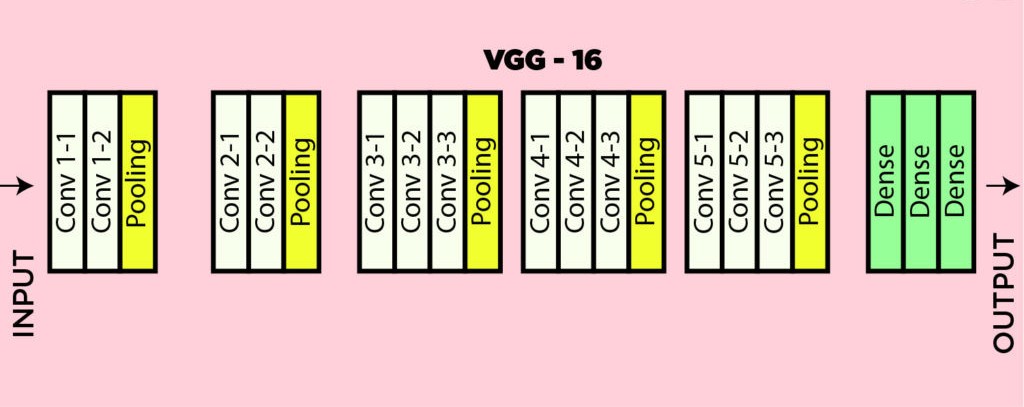 VGG - 16
INPUT
Conv 1-1
Conv 1-2
Pooling
Conv 2-1
Conv 2-2
Pooling
Conv 3-1
Conv 3-2
Conv 3-3
Pooling
Conv 4-1
Conv 4-2
Conv 4-3
Pooling
Conv 5-1
Conv 5-2
Conv 5-3
Pooling
Dense
Dense
Dense
OUTPUT